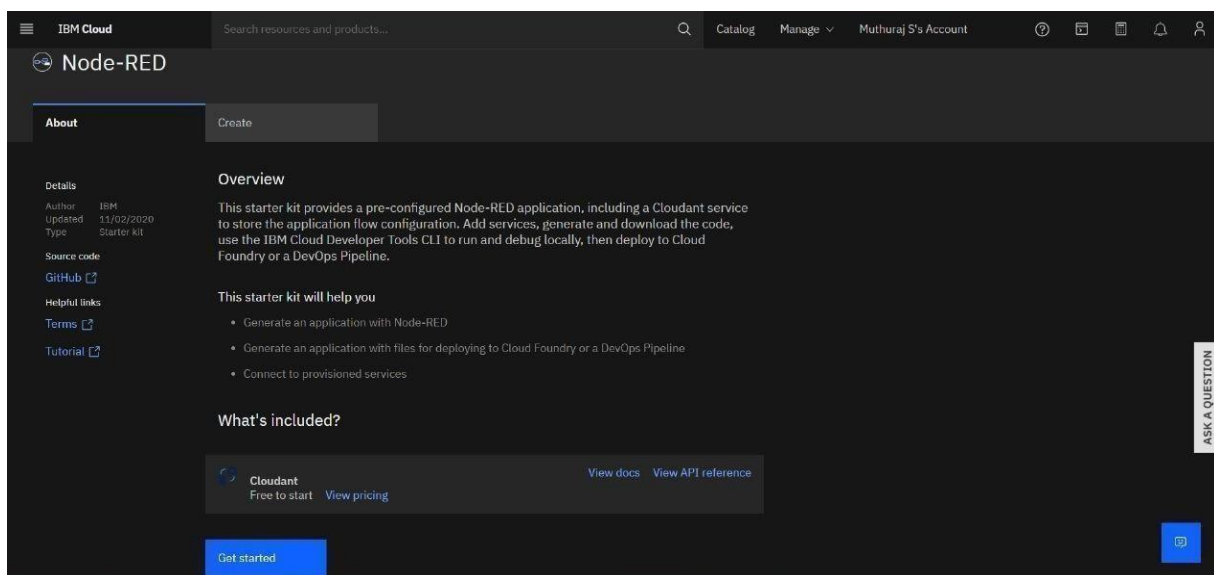 IBM Cloud
Search resources and products...
Catalog
Manage
Muthuraj S's Account
Node-RED
About
Create
Details
Author IBM
Updated 11/02/2020
Type Starter kit
Source code
GitHub
Helpful links
Terms
Tutorial
Overview
This starter kit provides a pre-configured Node-RED application, including a Cloudant service
to store the application flow configuration. Add services, generate and download the code,
use the IBM Cloud Developer Tools CLI to run and debug locally, then deploy to Cloud
Foundry or a DevOps Pipeline.
This starter kit will help you
• Generate an application with Node-RED
• Generate an application with files for deploying to Cloud Foundry or a DevOps Pipeline
• Connect to provisioned services
What's included?
Cloudant
Free to start View pricing
View docs View API reference
Get started
ASK A QUESTION